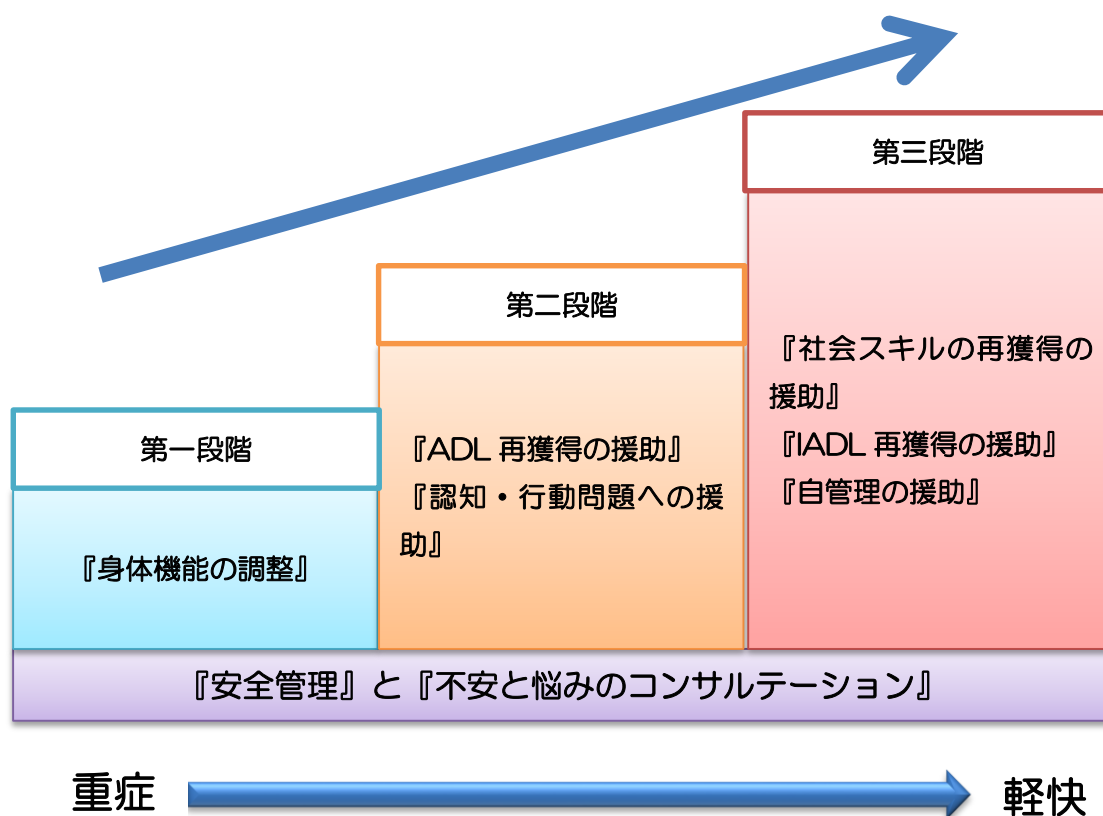 第一段階
『身体機能の調整』
第二段階
『ADL 再獲得の援助』
『認知・行動問題への援
助』
第三段階
『社会スキルの再獲得の
援助』
『IADL 再獲得の援助』
『自管理の援助』
『安全管理』と『不安と悩みのコンサルテーション』
重症
軽快